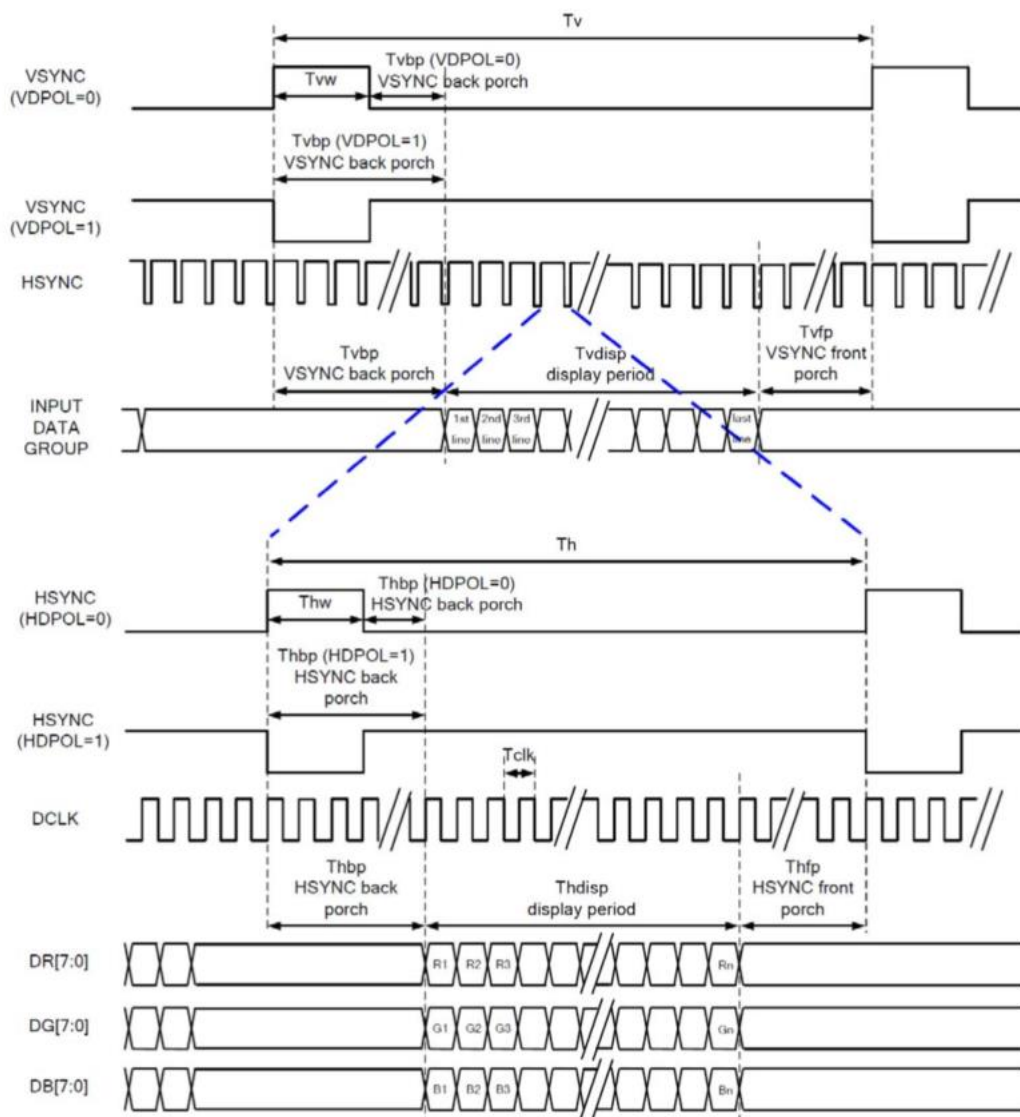 Tv
VSYNC
(VDPOL=0)
Tvw
Tvbp (VDPOL=0)
VSYNC back porch
Tvbp (VDPOL=1)
VSYNC back porch
VSYNC
(VDPOL=1)
HSYNC
Tvbp
VSYNC back porch
Tvdisp
display period
Tvfp
VSYNC front
porch
INPUT
DATA
GROUP
1st
line
2nd
line
3rd
line
last
line
Th
HSYNC
(HDPOL=0)
Thw
Thbp (HDPOL=0)
HSYNC back porch
Thbp (HDPOL=1)
HSYNC back
porch
HSYNC
(HDPOL=1)
Tclk
DCLK
Thbp
HSYNC back
porch
Thdisp
display period
Thfp
HSYNC front
porch
DR[7:0]
R1 R2 R3 Rn
DG[7:0]
G1 G2 G3 Gn
DB[7:0]
B1 B2 B3 Bn